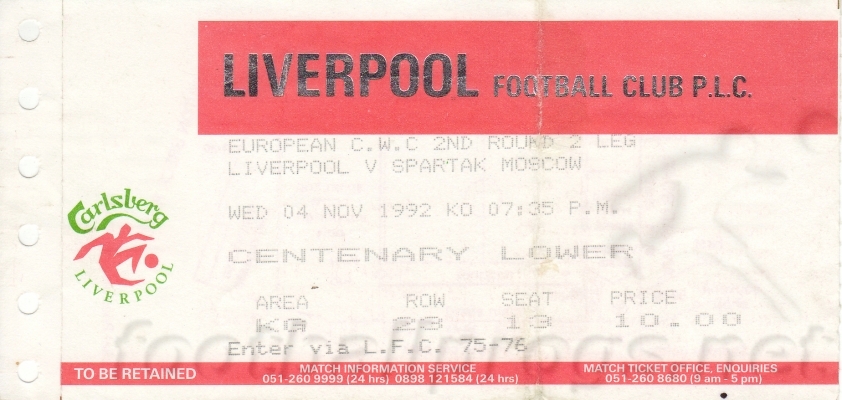 LIVERPOOL FOOTBALL CLUB P.L.C.
EUROPEAN C.W.C 2ND ROUND 2 LEG
LIVERPOOL V SPARTAK MOSCOW
WED 04 NOV 1992 KO 07:35 P.M.
CENTENARY LOWER
Carlsberg
LIVERPOOL
AREA ROW SEAT PRICE
KG 28 13 10.00
Enter via L.F.C. 75-76
TO BE RETAINED
MATCH INFORMATION SERVICE
051-260 9999 (24 hrs) 0898 121584 (24 hrs)
MATCH TICKET OFFICE, ENQUIRIES
051-260 8680 (9 am - 5 pm)
footballprogs.net